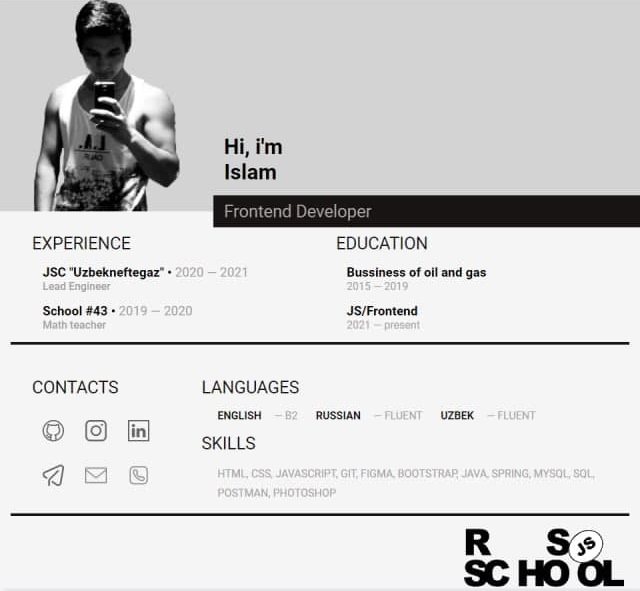 Hi, i'm
Islam
Frontend Developer
EXPERIENCE
JSC "Uzbekneftegaz" • 2020 — 2021
Lead Engineer
School #43 • 2019 — 2020
Math teacher
EDUCATION
Bussiness of oil and gas
2015 — 2019
JS/Frontend
2021 — present
CONTACTS
in
LANGUAGES
ENGLISH — B2 RUSSIAN — FLUENT UZBEK — FLUENT
SKILLS
HTML, CSS, JAVASCRIPT, GIT, FIGMA, BOOTSTRAP, JAVA, SPRING, MYSQL, SQL,
POSTMAN, PHOTOSHOP
R S JS
SCHOOL